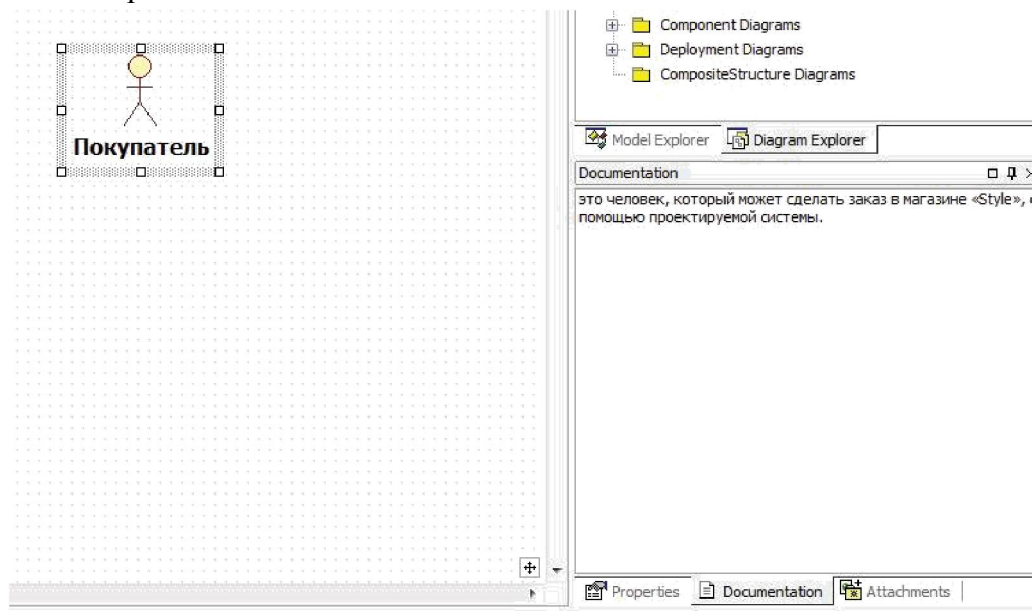 Component Diagrams
Deployment Diagrams
CompositeStructure Diagrams
Покупатель
Model Explorer
Diagram Explorer
Documentation
это человек, который может сделать заказ в магазине «Style»,
помощью проектируемой системы.
Properties
Documentation
Attachments